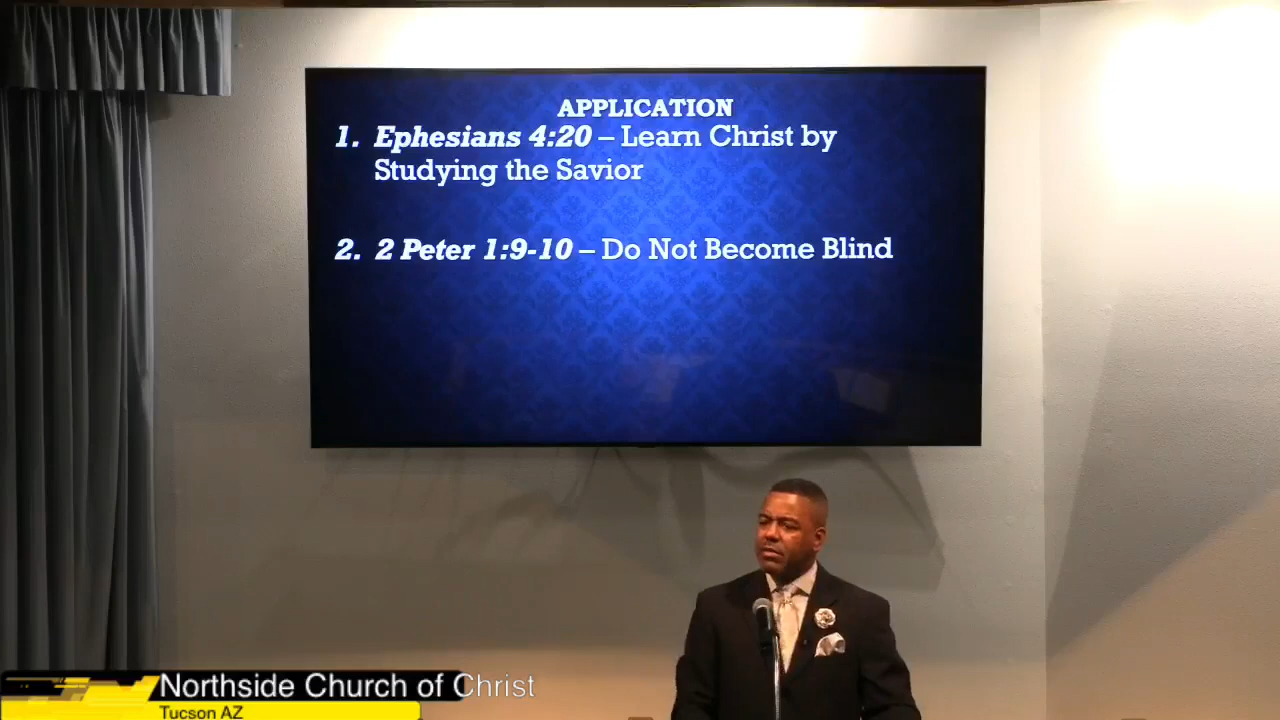 APPLICATION
1. Ephesians 4:20 – Learn Christ by
Studying the Savior
2. 2 Peter 1:9-10 – Do Not Become Blind
Northside Church of Christ
Tucson AZ